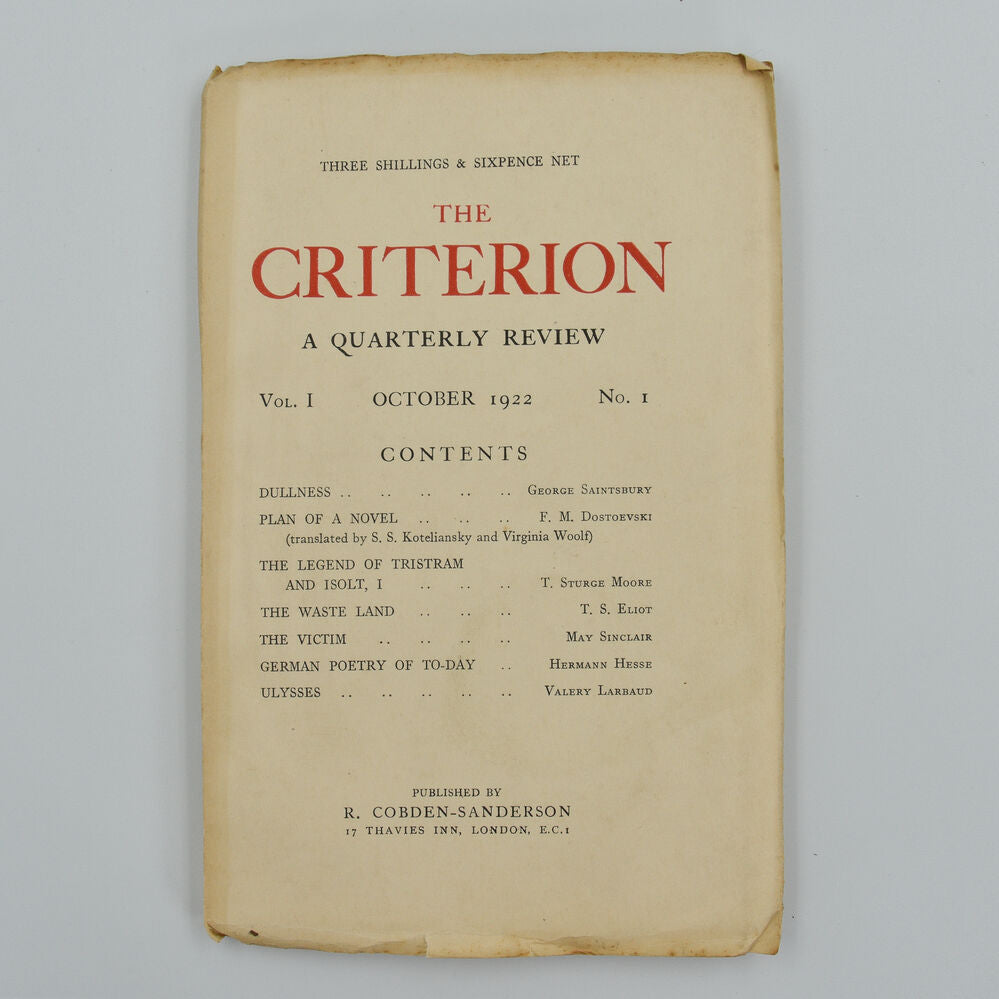 THREE SHILLINGS & SIXPENCE NET
THE
CRITERION
A QUARTERLY REVIEW
VOL. I OCTOBER 1922 NO. 1
CONTENTS
DULLNESS .. .. .. .. .. GEORGE SAINTSBURY
PLAN OF A NOVEL .. .. .. F. M. DOSTOEVSKI
(translated by S. S. Koteliansky and Virginia Woolf)
THE LEGEND OF TRISTRAM
AND ISOLT, I .. .. .. T. STURGE MOORE
THE WASTE LAND .. .. .. T. S. ELIOT
THE VICTIM .. .. .. .. MAY SINCLAIR
GERMAN POETRY OF TO-DAY .. HERMANN HESSE
ULYSSES .. .. .. .. .. VALERY LARBAUD
PUBLISHED BY
R. COBDEN-SANDERSON
17 THAVIES INN, LONDON, E.C.1